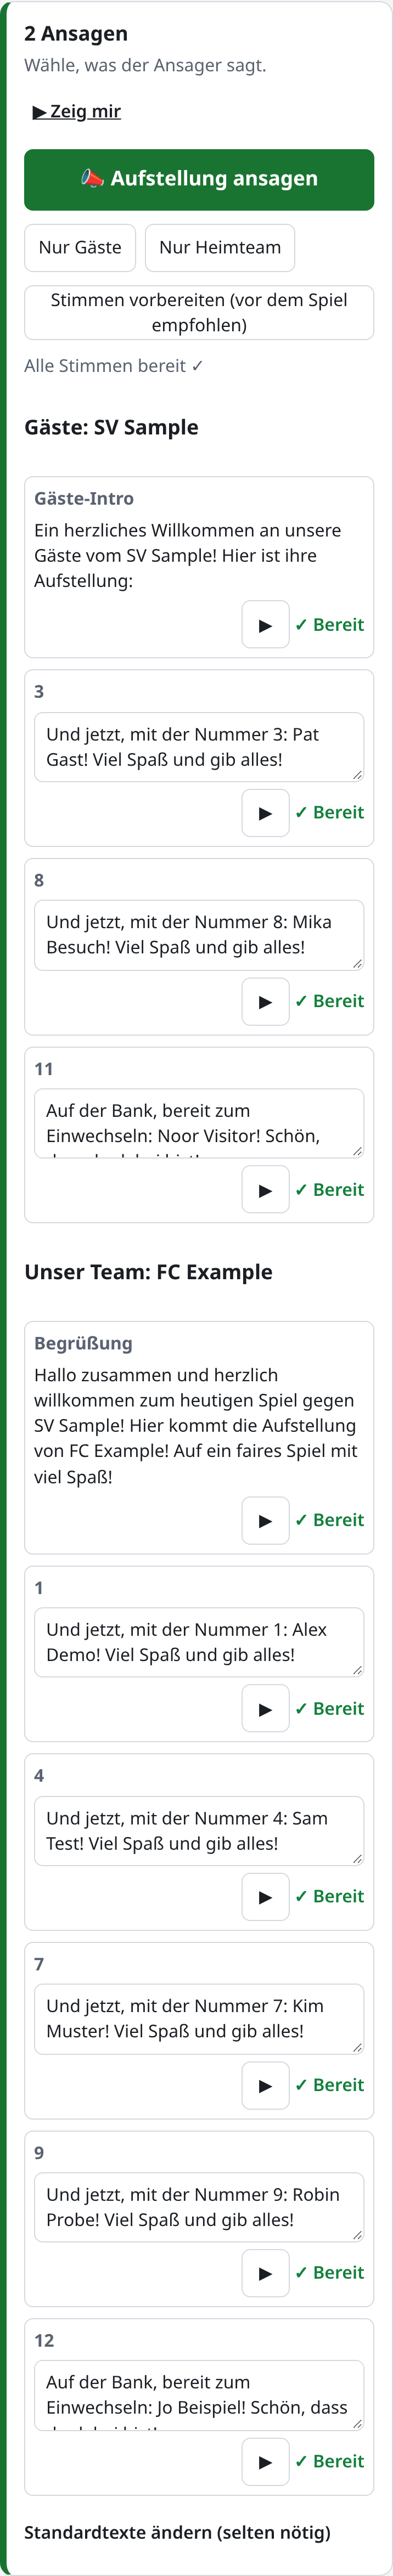 2 Ansagen
Wähle, was der Ansager sagt.
▶ Zeig mir
📣 Aufstellung ansagen
Nur Gäste
Nur Heimteam
Stimmen vorbereiten (vor dem Spiel
empfohlen)
Alle Stimmen bereit ✓
Gäste: SV Sample
Gäste-Intro
Ein herzliches Willkommen an unsere
Gäste vom SV Sample! Hier ist ihre
Aufstellung:
▶ ✓ Bereit
3
Und jetzt, mit der Nummer 3: Pat
Gast! Viel Spaß und gib alles!
▶ ✓ Bereit
8
Und jetzt, mit der Nummer 8: Mika
Besuch! Viel Spaß und gib alles!
▶ ✓ Bereit
11
Auf der Bank, bereit zum
Einwechseln: Noor Visitor! Schön,
▶ ✓ Bereit
Unser Team: FC Example
Begrüßung
Hallo zusammen und herzlich
willkommen zum heutigen Spiel gegen
SV Sample! Hier kommt die Aufstellung
von FC Example! Auf ein faires Spiel mit
viel Spaß!
▶ ✓ Bereit
1
Und jetzt, mit der Nummer 1: Alex
Demo! Viel Spaß und gib alles!
▶ ✓ Bereit
4
Und jetzt, mit der Nummer 4: Sam
Test! Viel Spaß und gib alles!
▶ ✓ Bereit
7
Und jetzt, mit der Nummer 7: Kim
Muster! Viel Spaß und gib alles!
▶ ✓ Bereit
9
Und jetzt, mit der Nummer 9: Robin
Probe! Viel Spaß und gib alles!
▶ ✓ Bereit
12
Auf der Bank, bereit zum
Einwechseln: Jo Beispiel! Schön, dass
▶ ✓ Bereit
Standardtexte ändern (selten nötig)